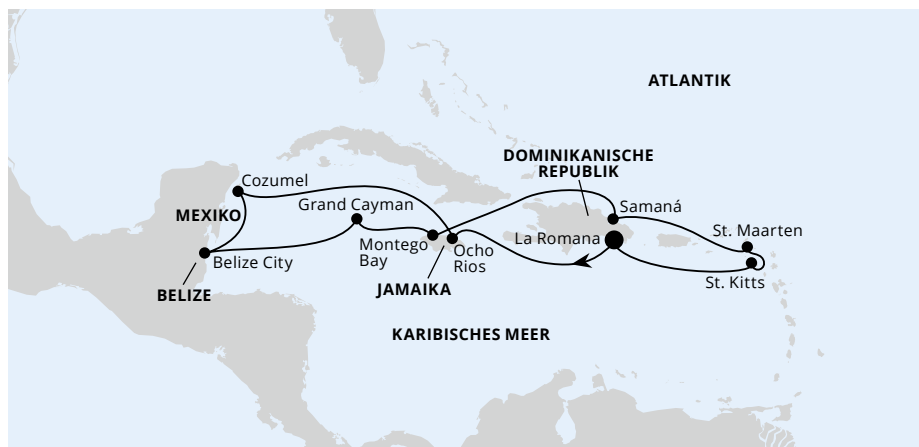 ATLANTIK
DOMINIKANISCHE
REPUBLIK
Cozumel
Grand Cayman
Samaná
MEXIKO
St. Maarten
Montego
Bay
La Romana
Ocho
Rios
Belize City
St. Kitts
BELIZE
JAMAIKA
KARIBISCHES MEER